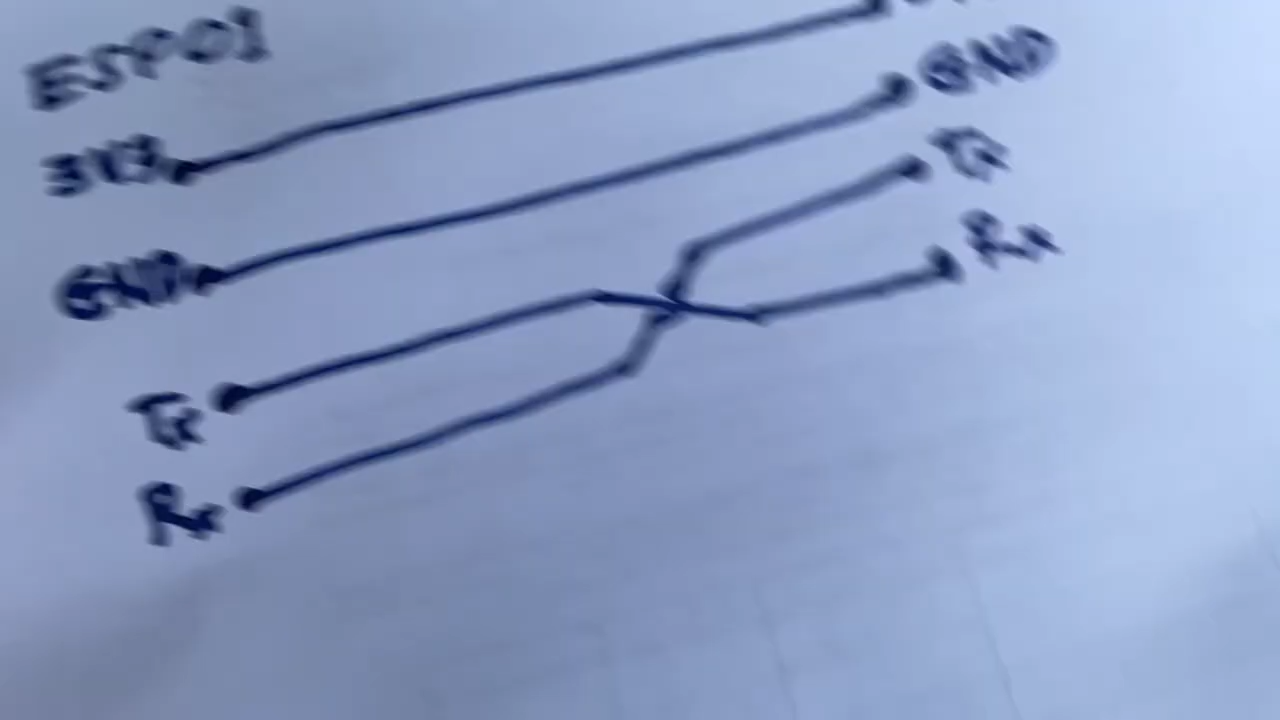 ESP01
3V3
GND
GND
Tx
Rx
Tx
Rx